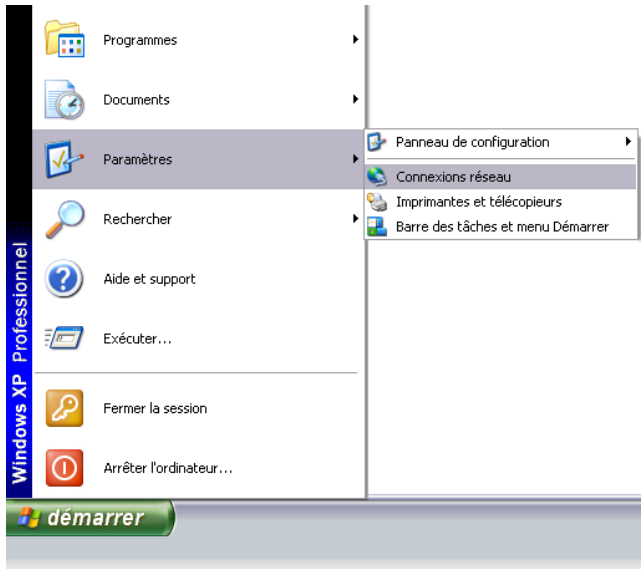 Programmes
Documents
Paramètres
Panneau de configuration
Connexions réseau
Imprimantes et télécopieurs
Barre des tâches et menu Démarrer
Rechercher
Aide et support
Exécuter...
Fermer la session
Arrêter l'ordinateur...
Windows XP Professionnel
démarrer